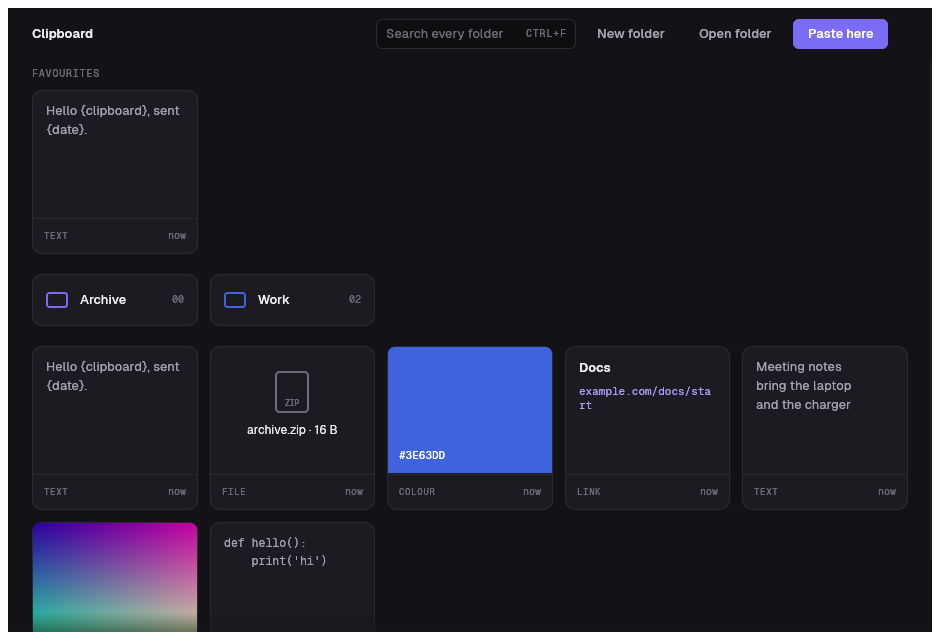 Clipboard
Search every folder CTRL+F
New folder
Open folder
Paste here
FAVOURITES
Hello {clipboard}, sent
{date}.
TEXT now
Archive 00
Work 02
Hello {clipboard}, sent
{date}.
TEXT now
ZIP
archive.zip · 16 B
FILE now
#3E63DD
COLOUR now
Docs
example.com/docs/sta
rt
LINK now
Meeting notes
bring the laptop
and the charger
TEXT now
def hello():
    print('hi')